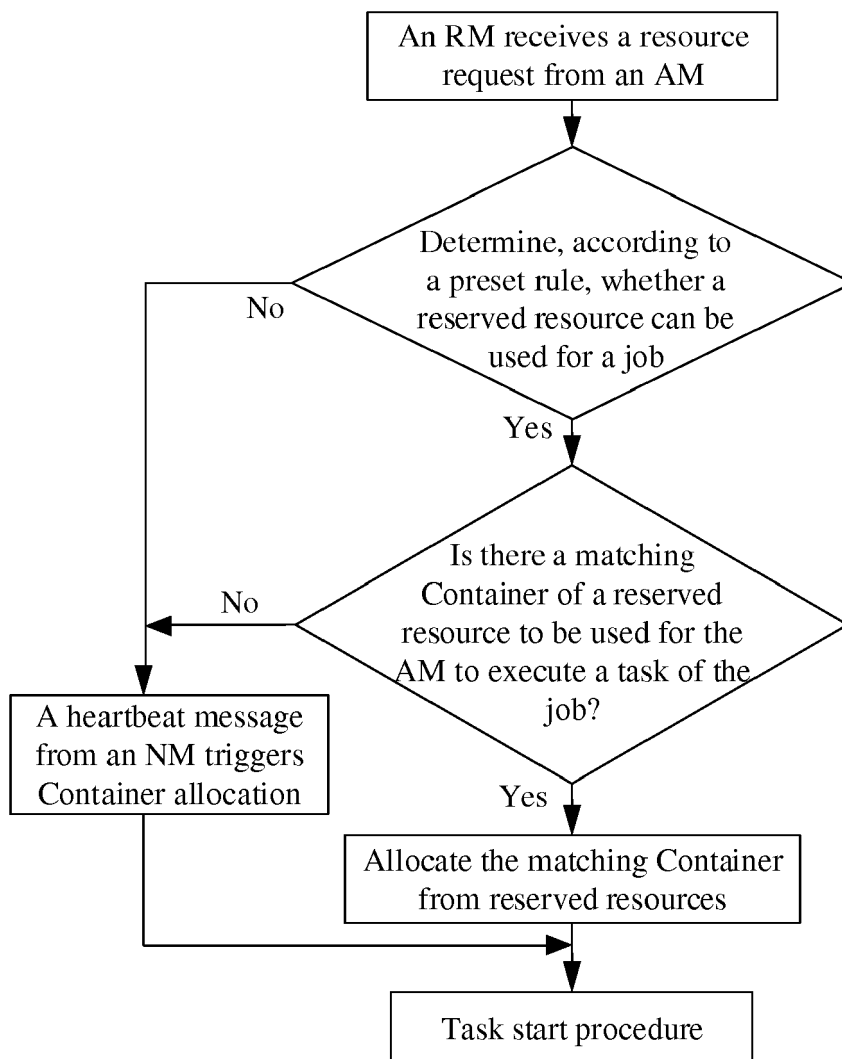 An RM receives a resource
request from an AM
Determine, according to
a preset rule, whether a
reserved resource can be
used for a job
No
Yes
Is there a matching
Container of a reserved
resource to be used for the
AM to execute a task of the
job?
No
A heartbeat message
from an NM triggers
Container allocation
Yes
Allocate the matching Container
from reserved resources
Task start procedure